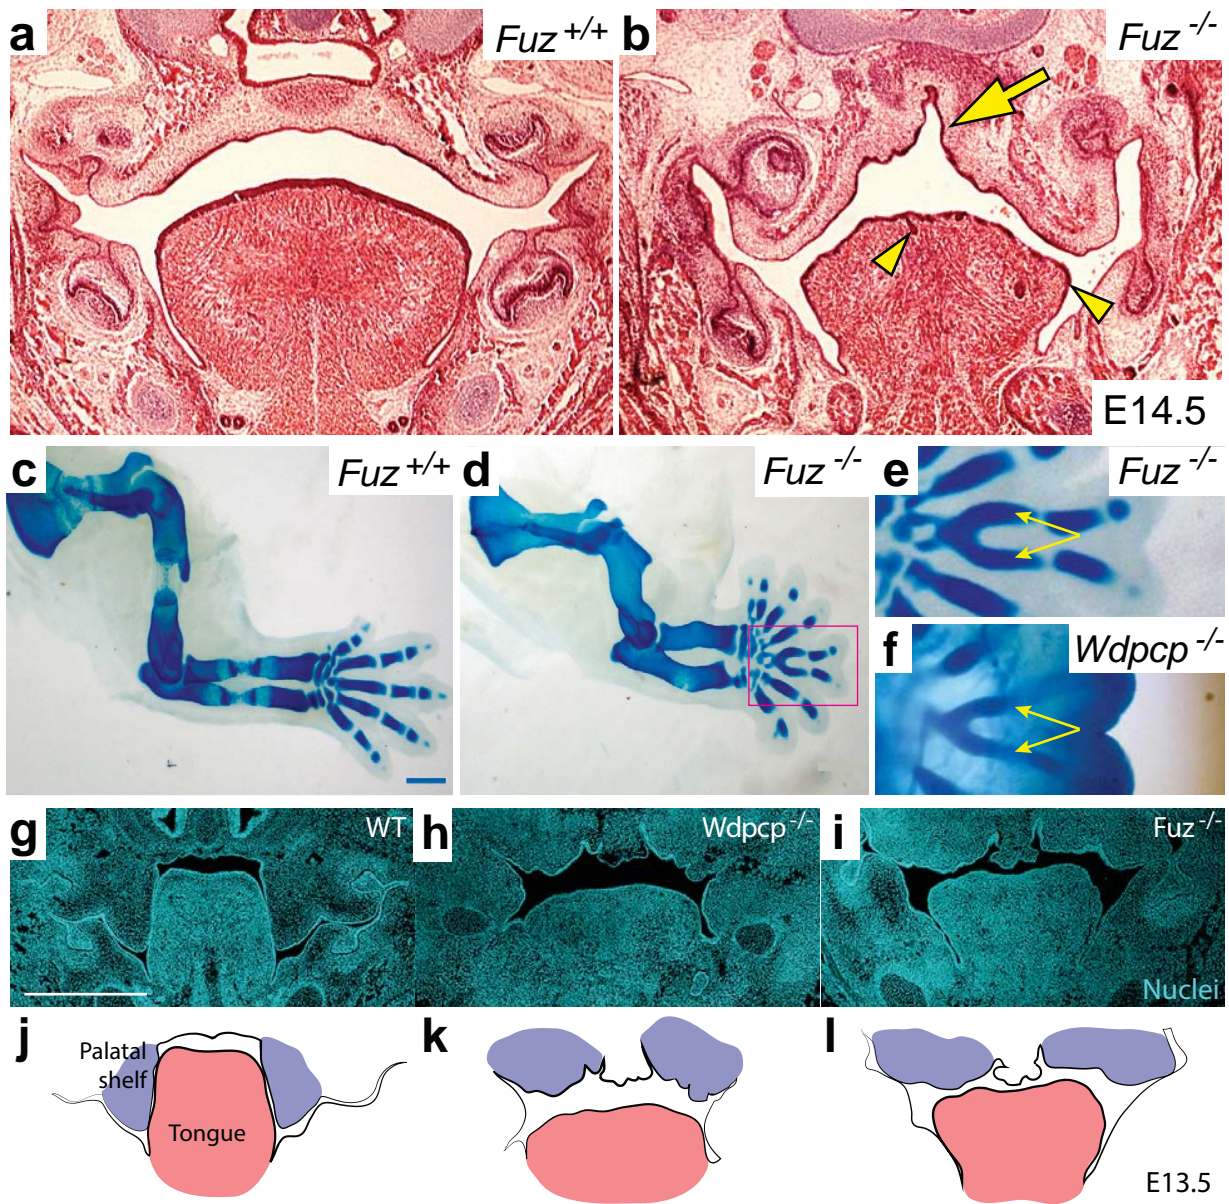 a
Fuz +/+
b
Fuz -/-
E14.5
c
Fuz +/+
d
Fuz -/-
e
Fuz -/-
f
Wdpcp -/-
g
WT
h
Wdpcp -/-
i
Fuz -/-
Nuclei
j
Palatal
shelf
Tongue
k
l
E13.5